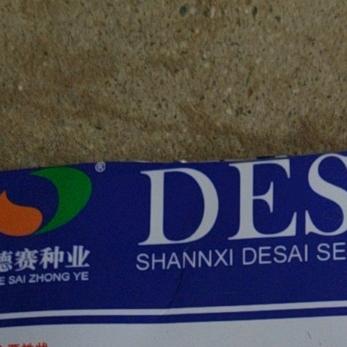 ®
DES
SHANNXI DESAI SE
德赛种业
E SAI ZHONG YE